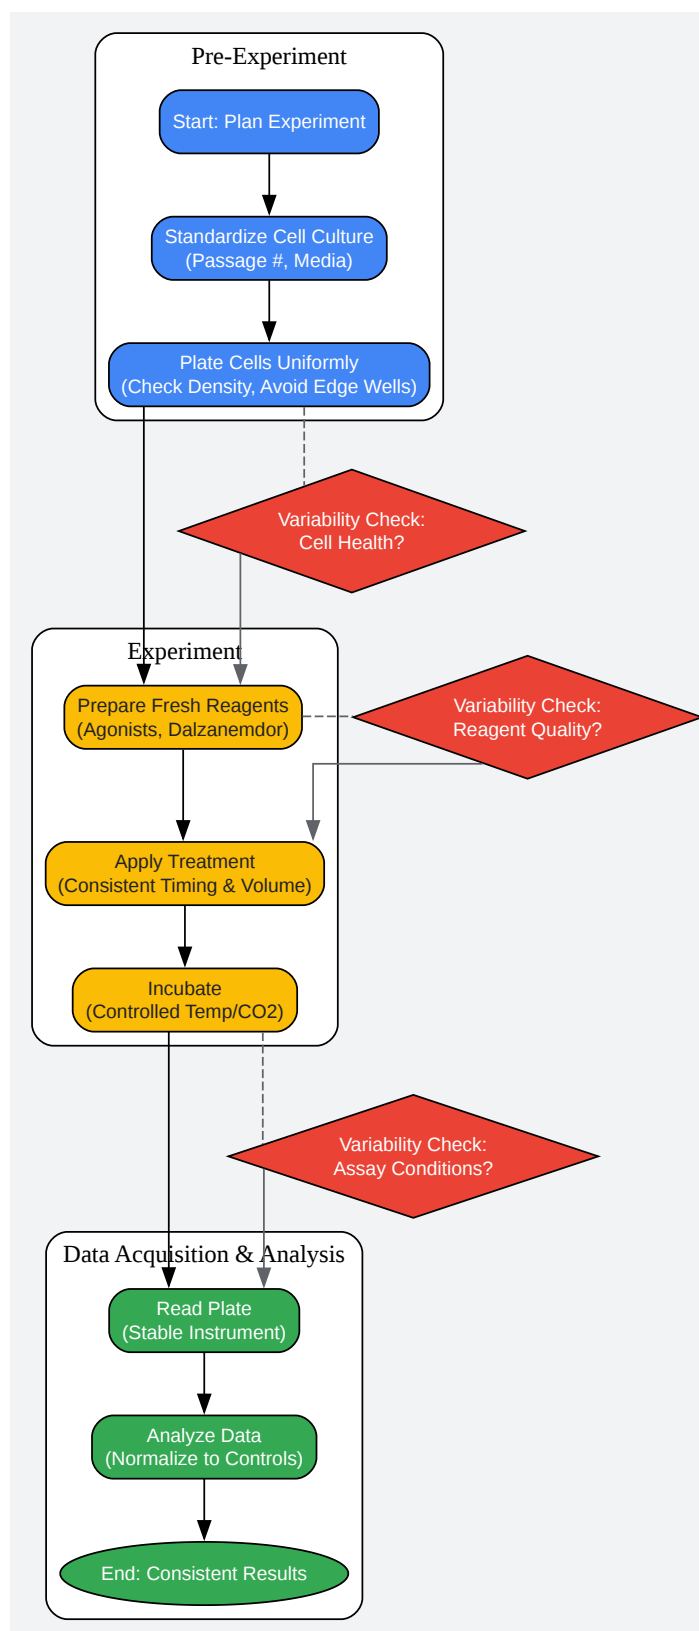 Pre-Experiment
Start: Plan Experiment
Standardize Cell Culture
(Passage #, Media)
Plate Cells Uniformly
(Check Density, Avoid Edge Wells)
Variability Check:
Cell Health?
Experiment
Prepare Fresh Reagents
(Agonists, Dalzanemdor)
Variability Check:
Reagent Quality?
Apply Treatment
(Consistent Timing & Volume)
Incubate
(Controlled Temp/CO2)
Variability Check:
Assay Conditions?
Data Acquisition & Analysis
Read Plate
(Stable Instrument)
Analyze Data
(Normalize to Controls)
End: Consistent Results